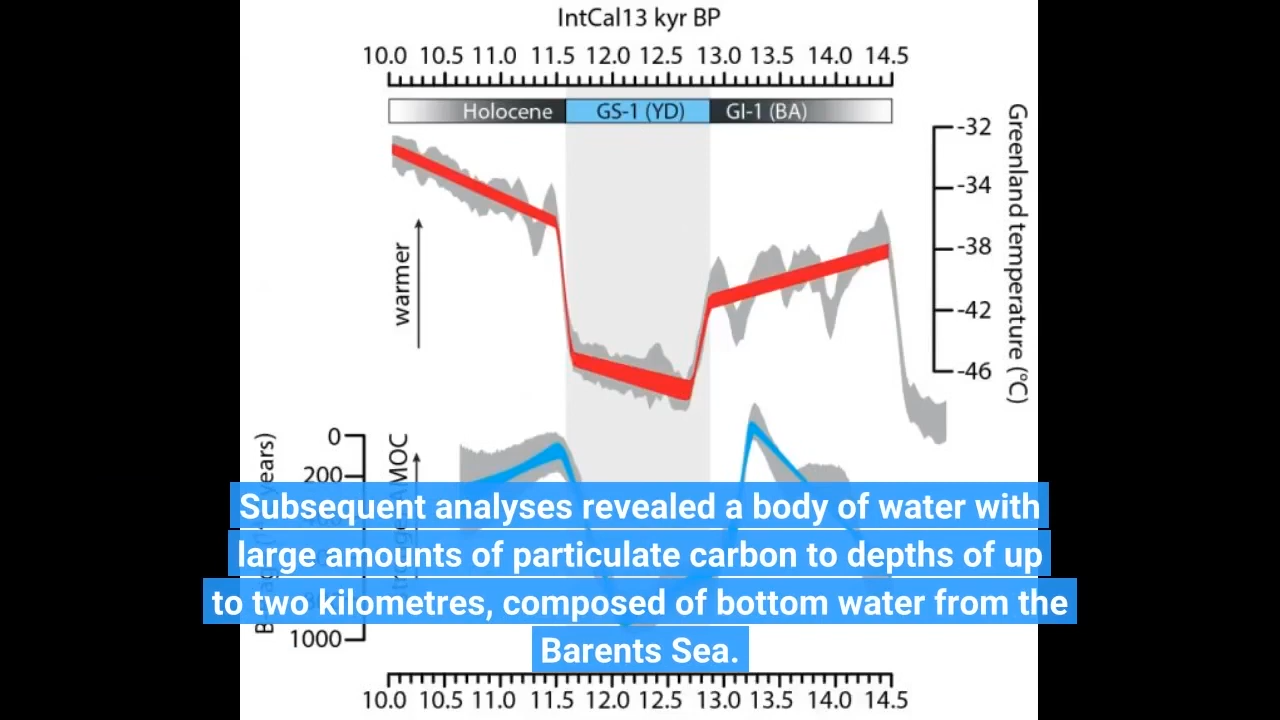 IntCal13 kyr BP
10.0 10.5 11.0 11.5 12.0 12.5 13.0 13.5 14.0 14.5
Holocene GS-1 (YD) GI-1 (BA)
-32
-34
-38
-42
-46
Greenland temperature (°C)
warmer
0
200
1000
years)
AMOC
Subsequent analyses revealed a body of water with
large amounts of particulate carbon to depths of up
to two kilometres, composed of bottom water from the
Barents Sea.
10.0 10.5 11.0 11.5 12.0 12.5 13.0 13.5 14.0 14.5